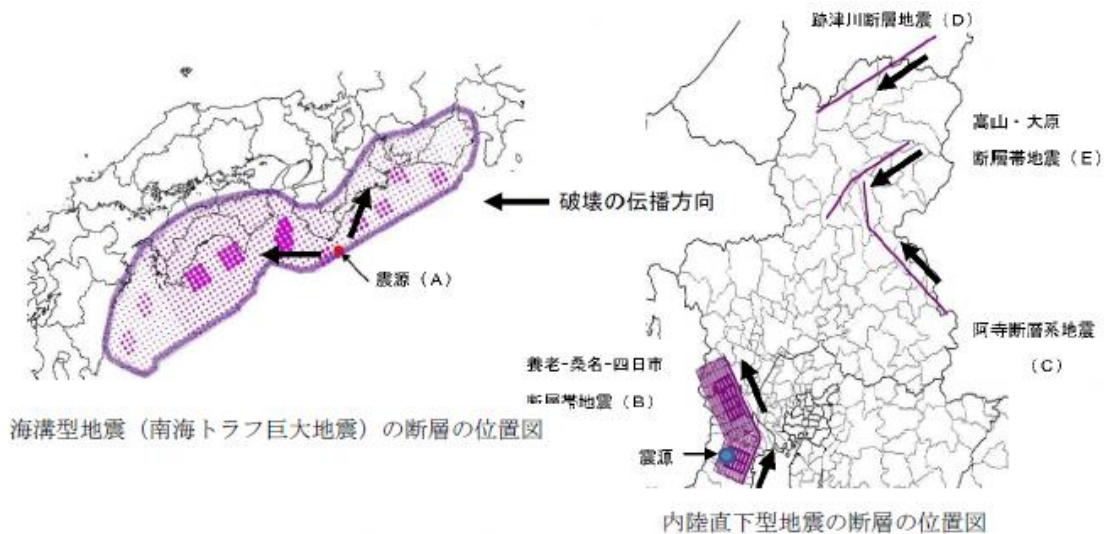 跡津川断層地震（D）
高山・大原
断層帯地震（E）
破壊の伝播方向
震源（A）
阿寺断層系地震
（C）
養老-桑名-四日市
断層帯地震（B）
震源
海溝型地震（南海トラフ巨大地震）の断層の位置図
内陸直下型地震の断層の位置図